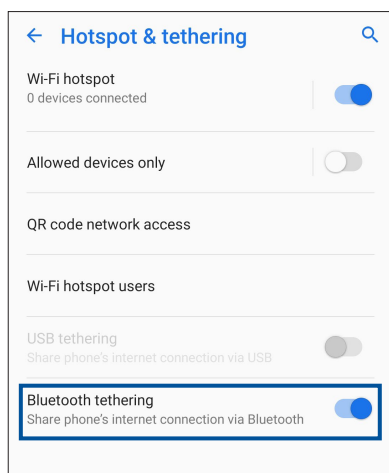 Hotspot & tethering
Wi-Fi hotspot
0 devices connected
Allowed devices only
QR code network access
Wi-Fi hotspot users
USB tethering
Share phone's internet connection via USB
Bluetooth tethering
Share phone's internet connection via Bluetooth